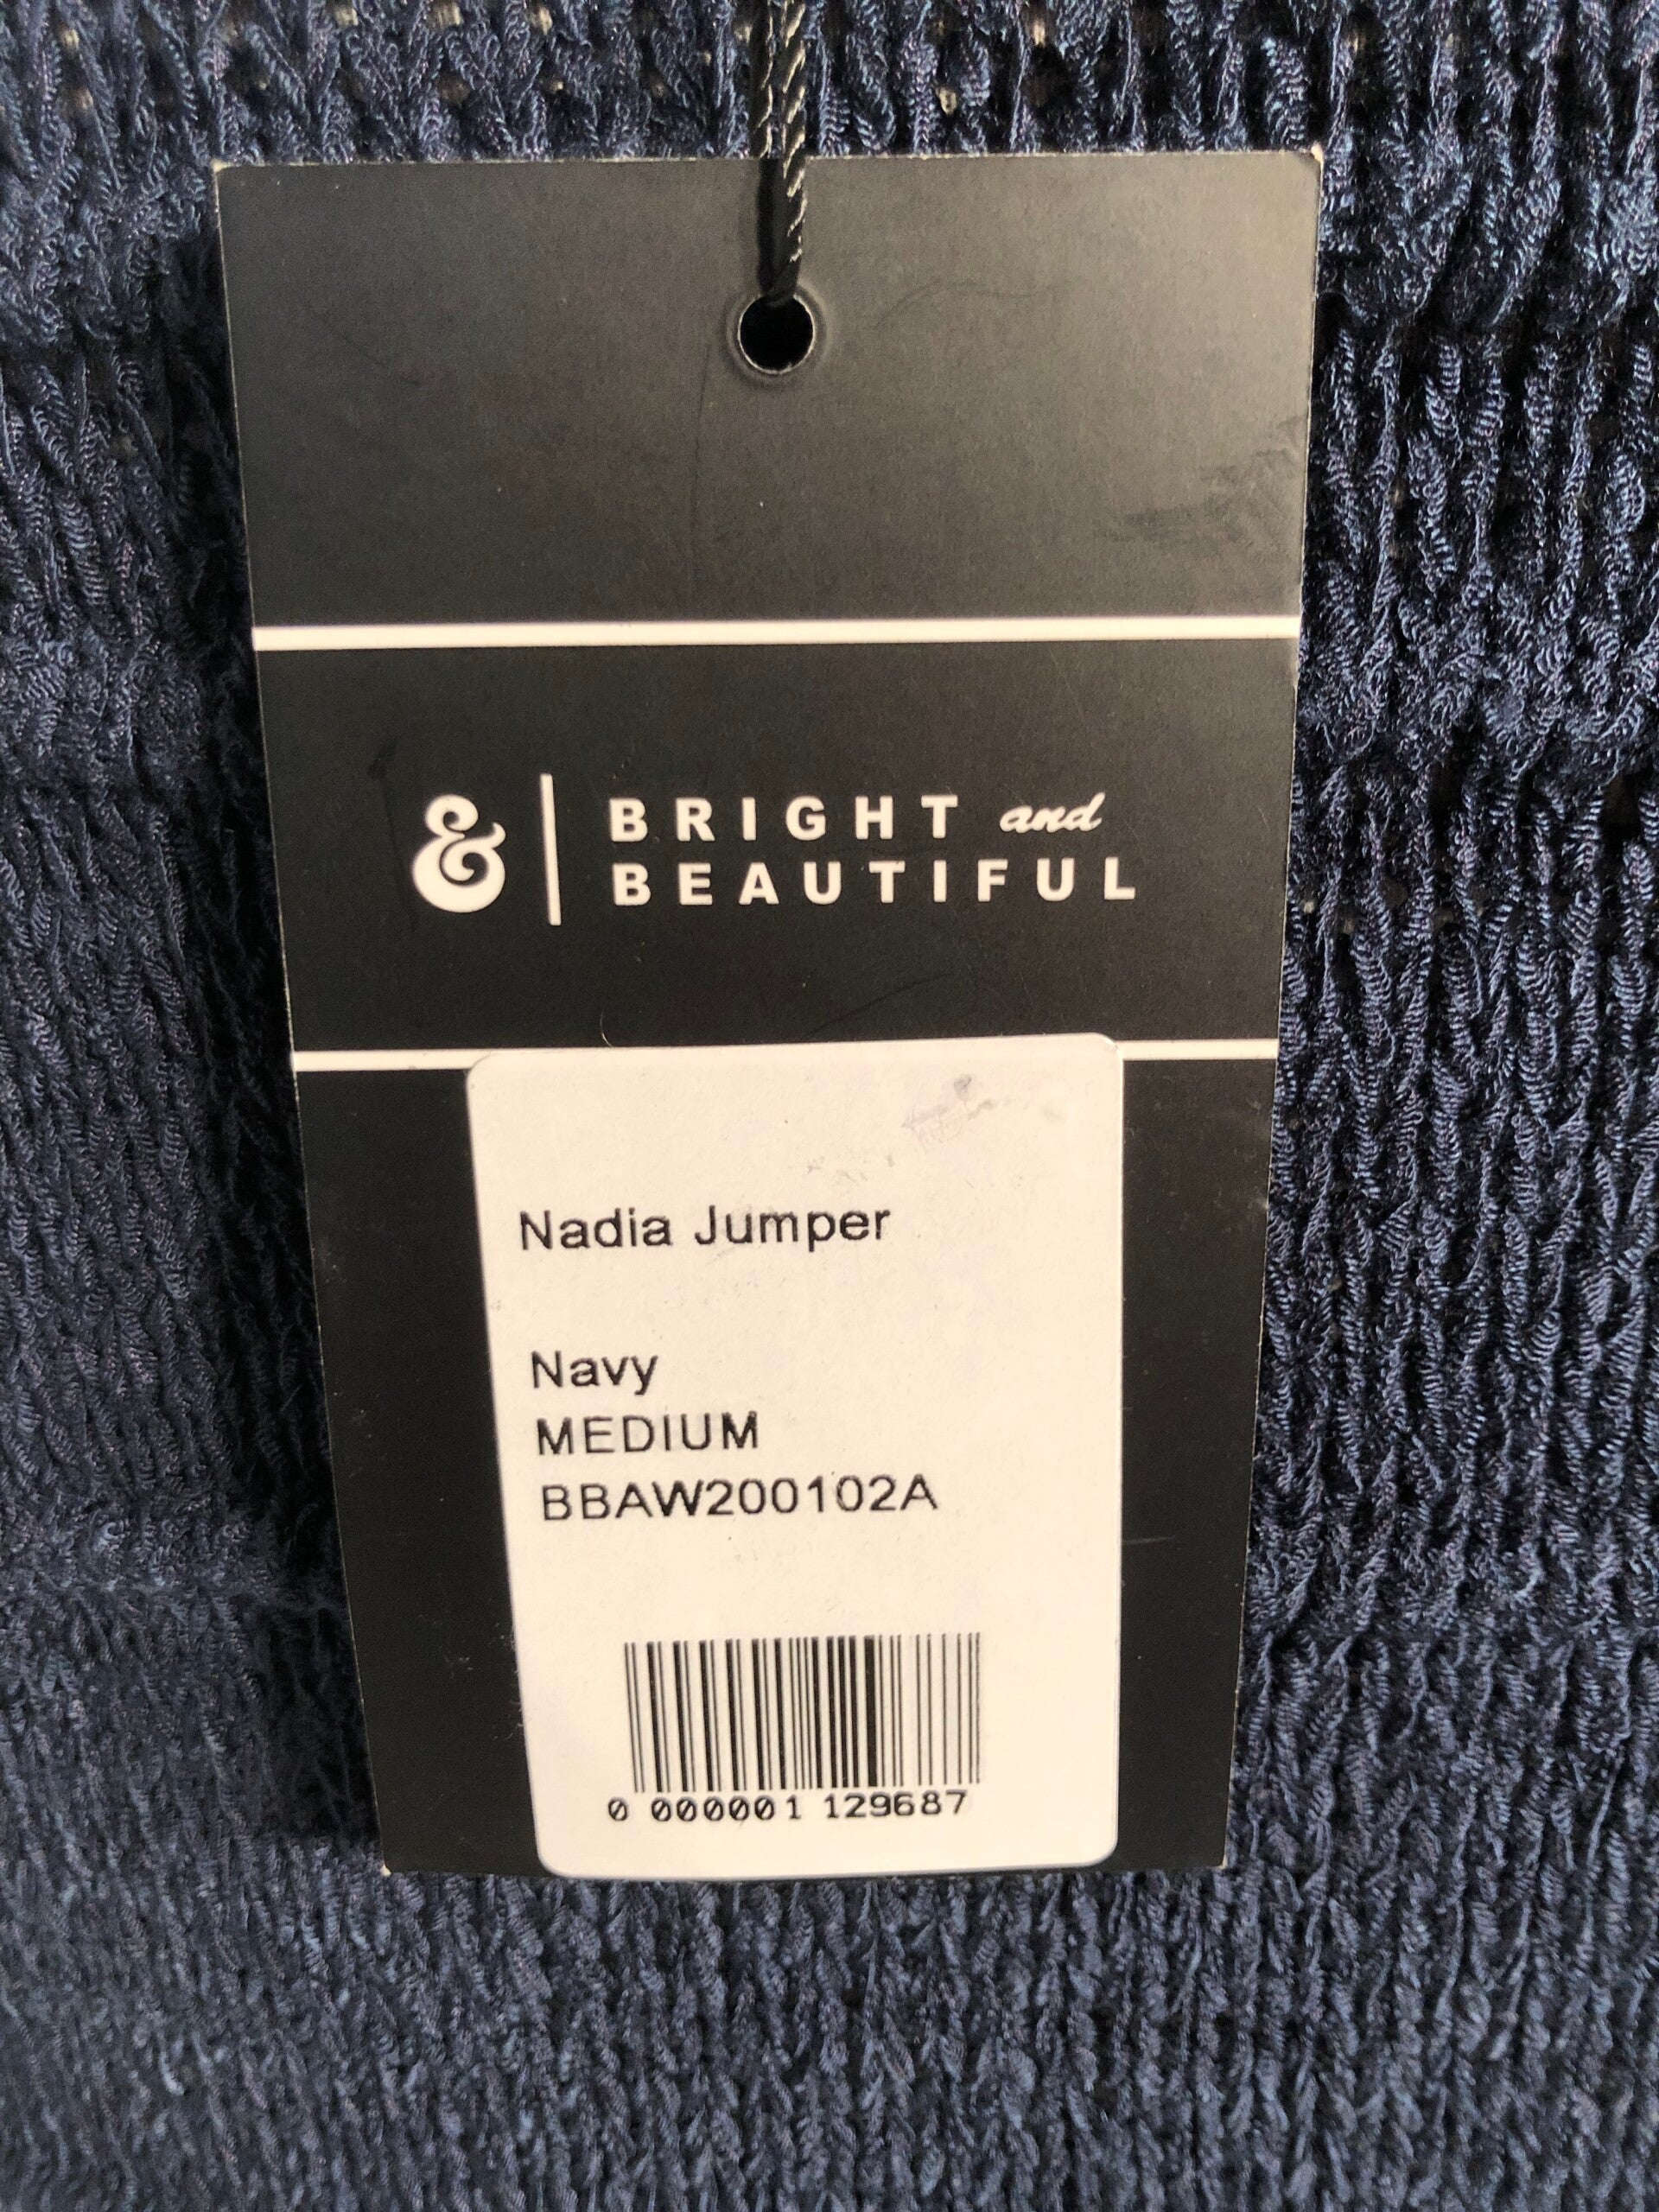 & BRIGHT and
BEAUTIFUL
Nadia Jumper
Navy
MEDIUM
BBAW200102A
0 000001 129687